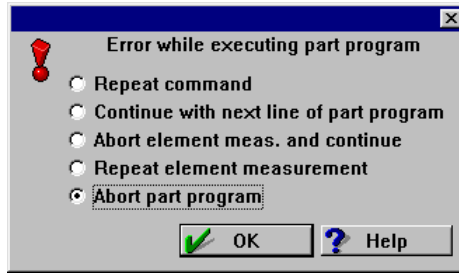 Error while executing part program
Repeat command
Continue with next line of part program
Abort element meas. and continue
Repeat element measurement
Abort part program
OK
Help